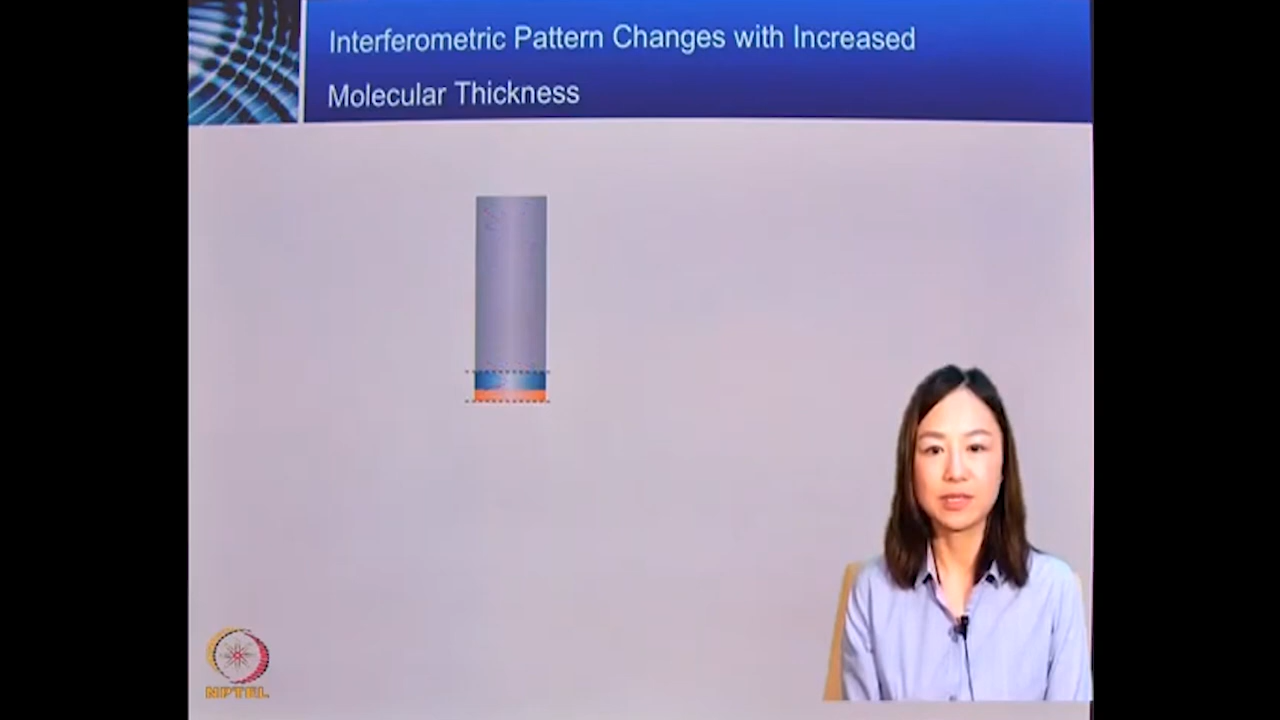 Interferometric Pattern Changes with Increased
Molecular Thickness
NPTEL